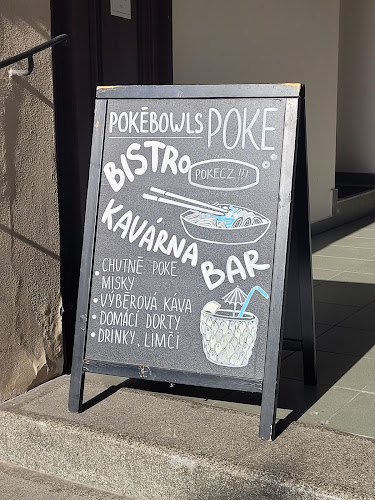 POKÉBOWLS POKE
BISTRO
POKECZ!!!
KAVÁRNA
BAR
• CHUTNÉ POKE
MISKY
• VÝBĚROVÁ KÁVA
• DOMÁCÍ DORTY
• DRINKY, LIMČI